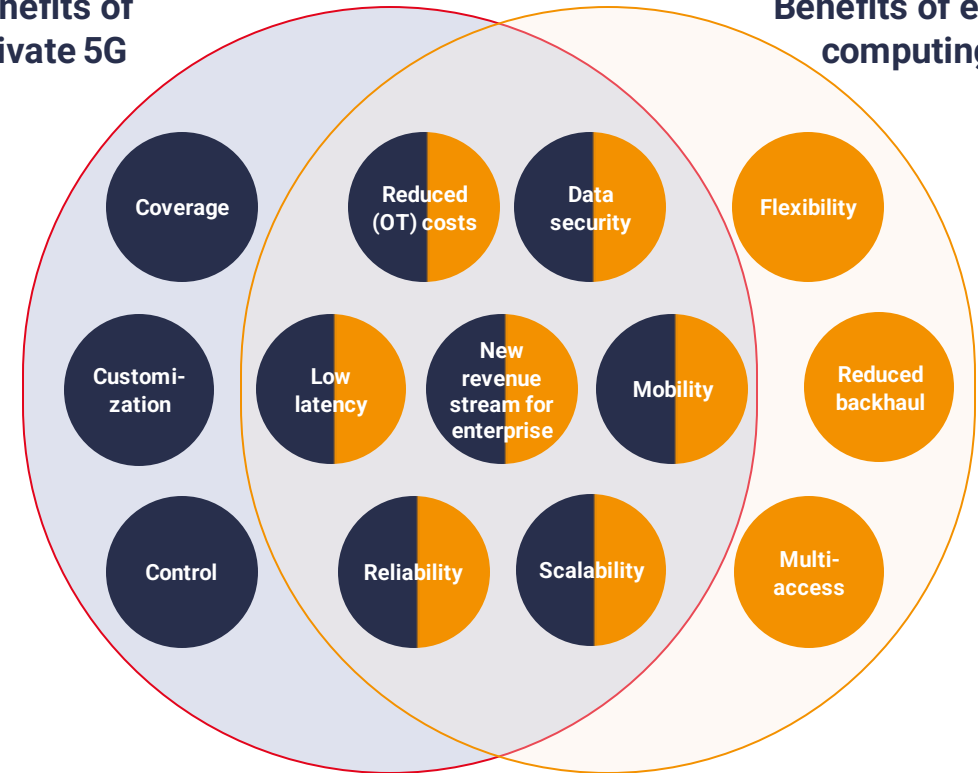 nefits of
ivate 5G
Benefits of e
computing
Coverage
Reduced
(OT) costs
Data
security
Flexibility
Customi-
zation
Low
latency
New
revenue
stream for
enterprise
Mobility
Reduced
backhaul
Control
Reliability
Scalability
Multi-
access